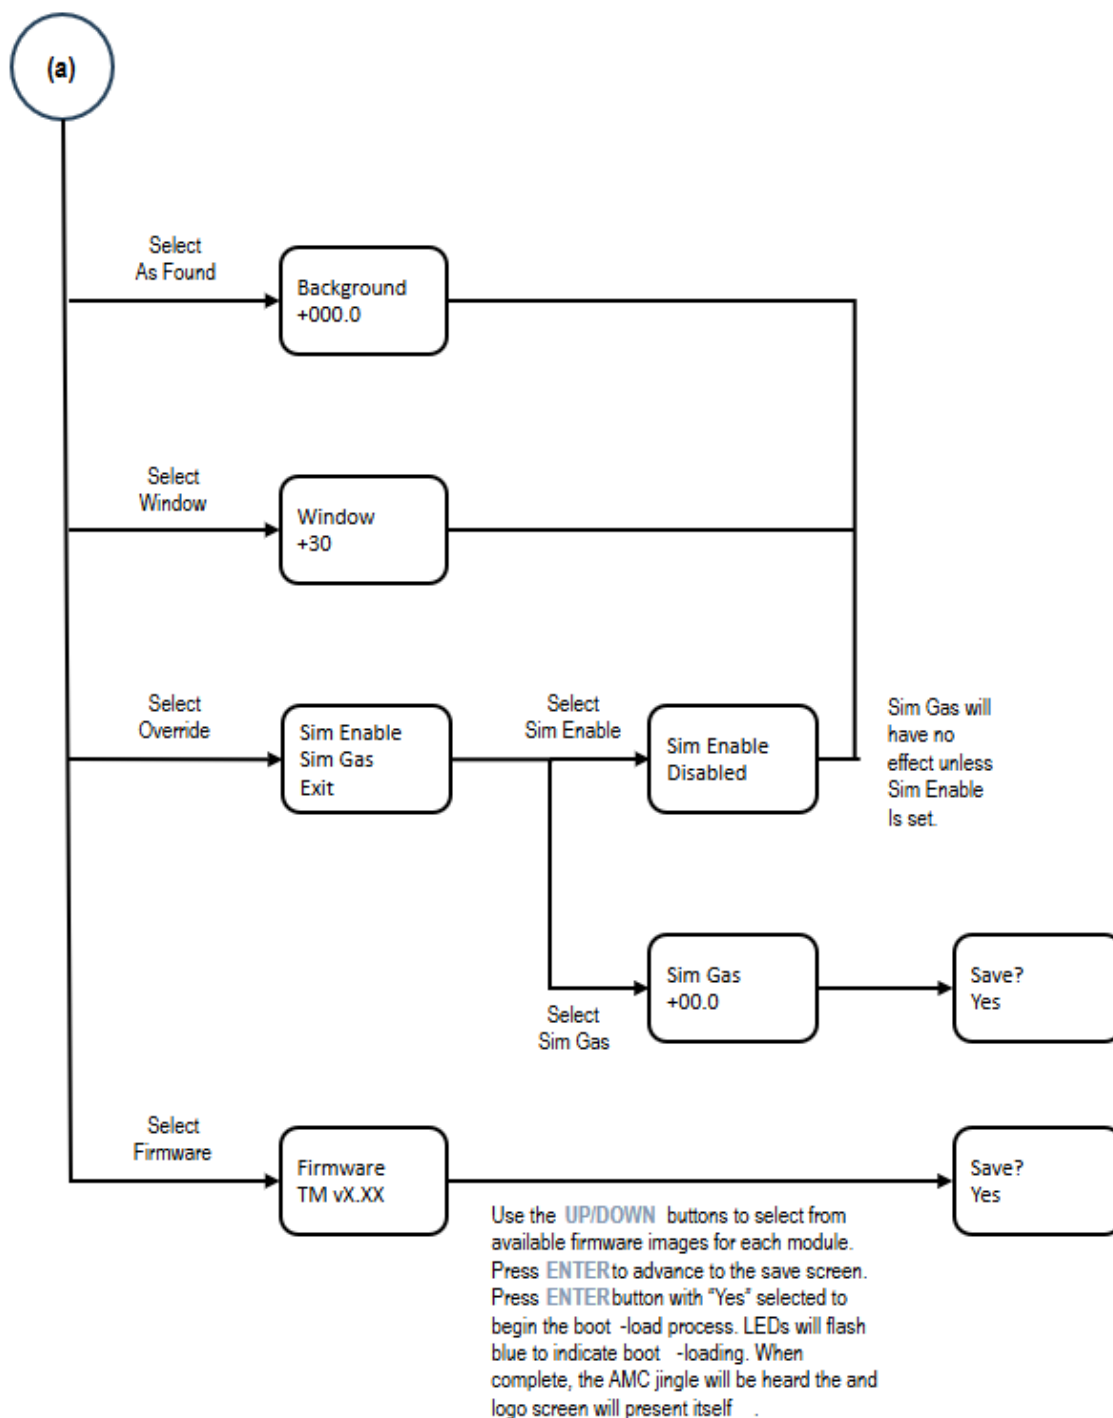 (a)
Select
As Found
Background
+000.0
Select
Window
Window
+30
Select
Override
Sim Enable
Sim Gas
Exit
Select
Sim Enable
Sim Enable
Disabled
Sim Gas will
have no
effect unless
Sim Enable
Is set.
Select
Sim Gas
Sim Gas
+00.0
Save?
Yes
Select
Firmware
Firmware
TM vX.XX
Save?
Yes
Use the UP/DOWN buttons to select from
available firmware images for each module.
Press ENTER to advance to the save screen.
Press ENTER button with "Yes" selected to
begin the boot -load process. LEDs will flash
blue to indicate boot -loading. When
complete, the AMC jingle will be heard the and
logo screen will present itself .